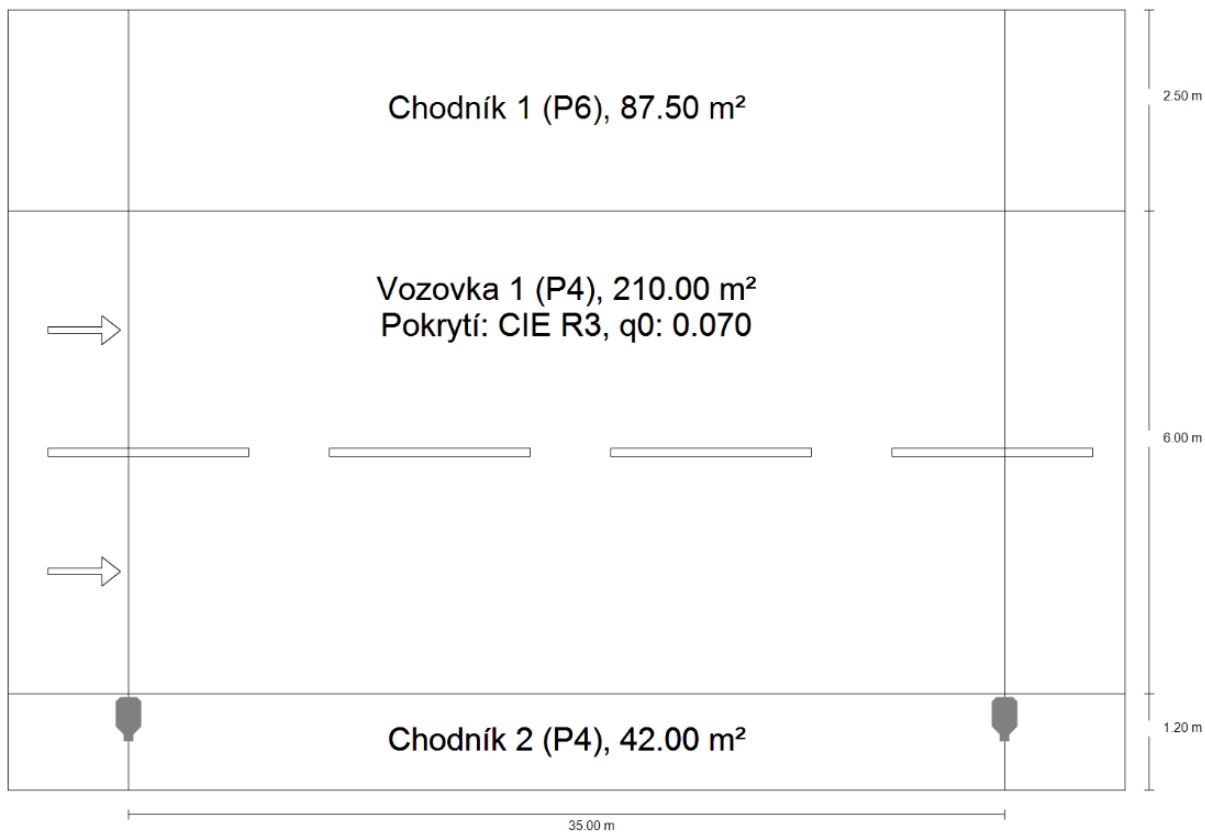 Chodník 1 (P6), 87.50 m²
2.50 m
Vozovka 1 (P4), 210.00 m²
Pokrytí: CIE R3, q0: 0.070
6.00 m
Chodník 2 (P4), 42.00 m²
1.20 m
35.00 m